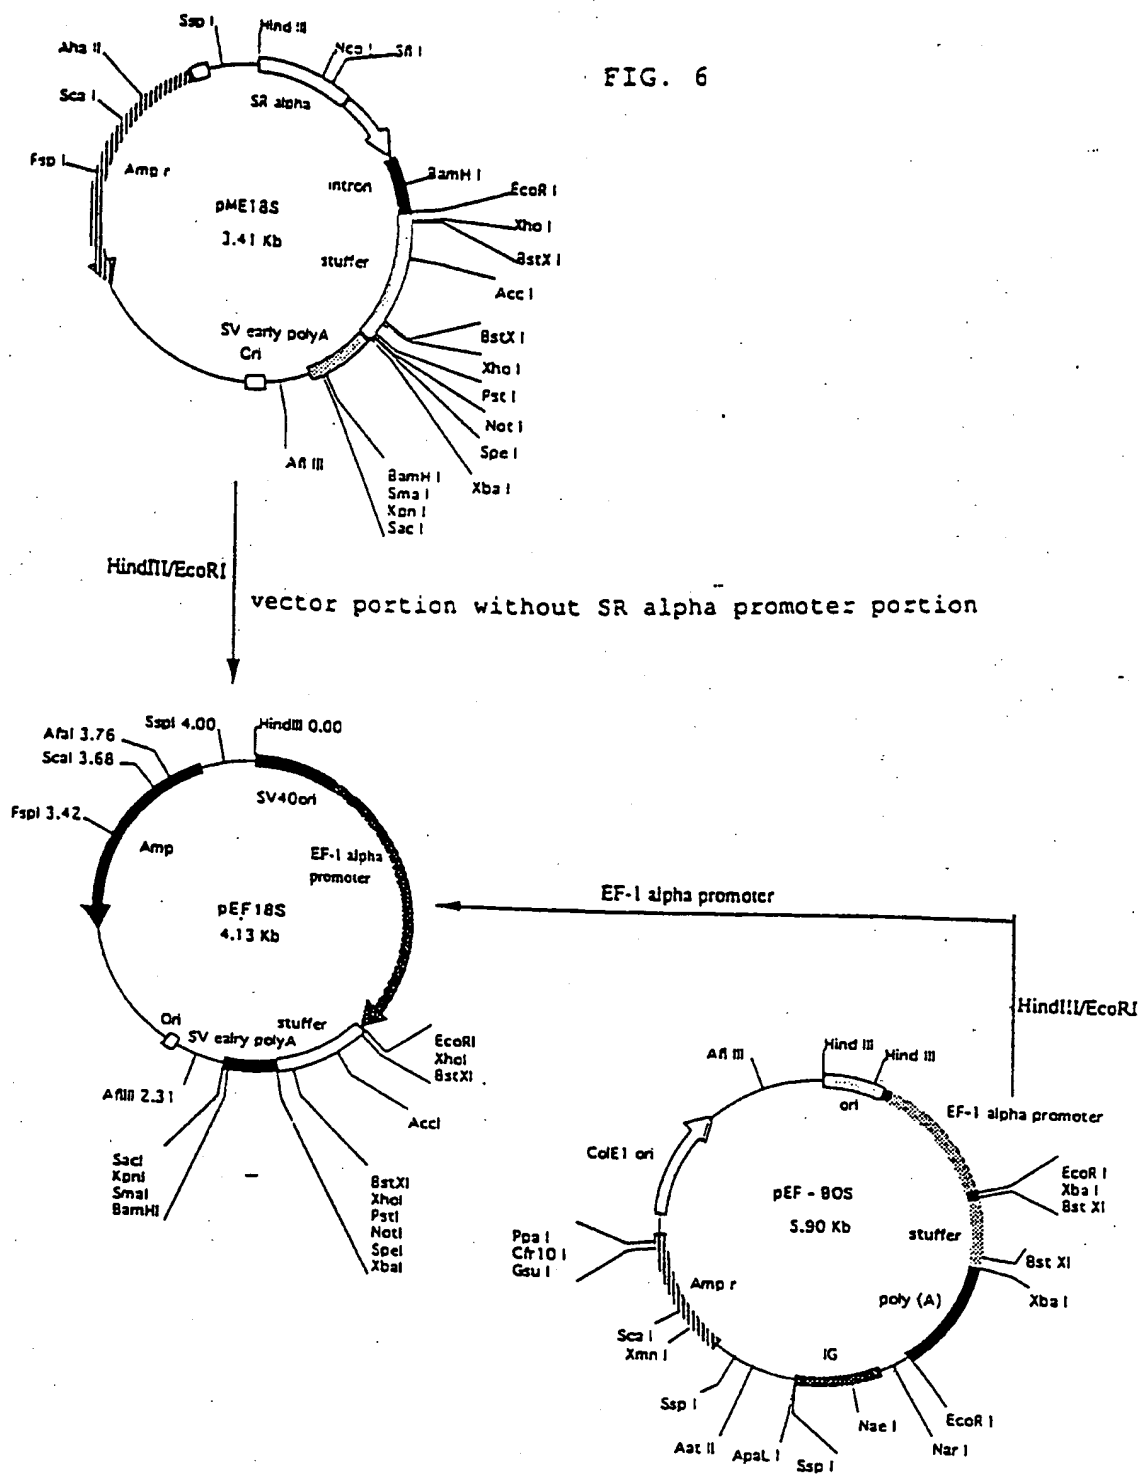 FIG. 6
Ssp I
Hind III
Aha II
Nco I
Sfi I
Sca I
SR alpha
Fsp I
Amp r
intron
BamH I
EcoR I
pME18S
Xho I
3.41 Kb
BstX I
stuffer
Acc I
SV early polyA
BstX I
Ori
Xho I
Pst I
Not I
Spe I
Xba I
Afl III
BamH I
Sma I
Kpn I
Sac I
HindIII/EcoRI
vector portion without SR alpha promoter portion
SspI 4.00
HindIII 0.00
AfaI 3.76
ScaI 3.68
SV40ori
FspI 3.42
Amp
EF-1 alpha
promoter
pEF18S
4.13 Kb
EF-1 alpha promoter
HindIII/EcoRI
Ori
SV ealry polyA
stuffer
EcoRI
XhoI
BstXI
AflIII 2.31
AccI
SacI
KpnI
SmaI
BamHI
BstXI
XhoI
PstI
NotI
SpeI
XbaI
Afl III
Hind III
Hind III
ori
EF-1 alpha promoter
ColE1 ori
EcoR I
Xba I
Bst XI
pEF - BOS
5.90 Kb
stuffer
Ppa I
Cfr10 I
Gsu I
Bst XI
Xba I
Amp r
poly (A)
Sca I
Xmn I
IG
Ssp I
Nae I
EcoR I
Aat II
ApaL I
Ssp I
Nar I